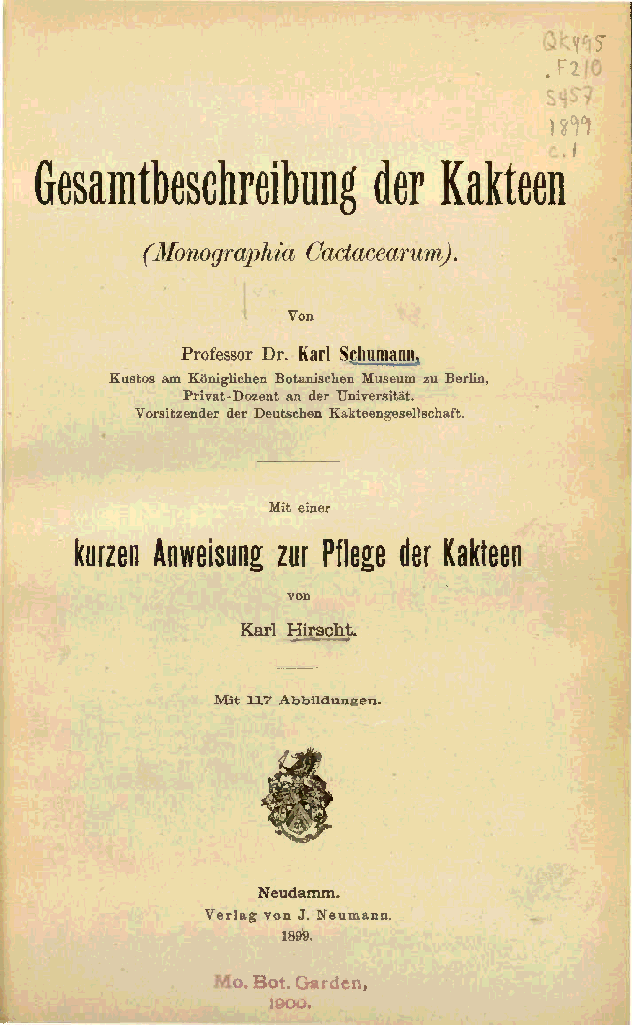 QK495
.F210
S457
1899
c.1
Gesamtbeschreibung der Kakteen
(Monographia Cactacearum).
Von
Professor Dr. Karl Schumann,
Kustos am Königlichen Botanischen Museum zu Berlin,
Privat-Dozent an der Universität.
Vorsitzender der Deutschen Kakteengesellschaft.
Mit einer
kurzen Anweisung zur Pflege der Kakteen
von
Karl Hirscht.
Mit 117 Abbildungen.
Neudamm.
Verlag von J. Neumann.
1899.
Mo. Bot. Garden,
1900.